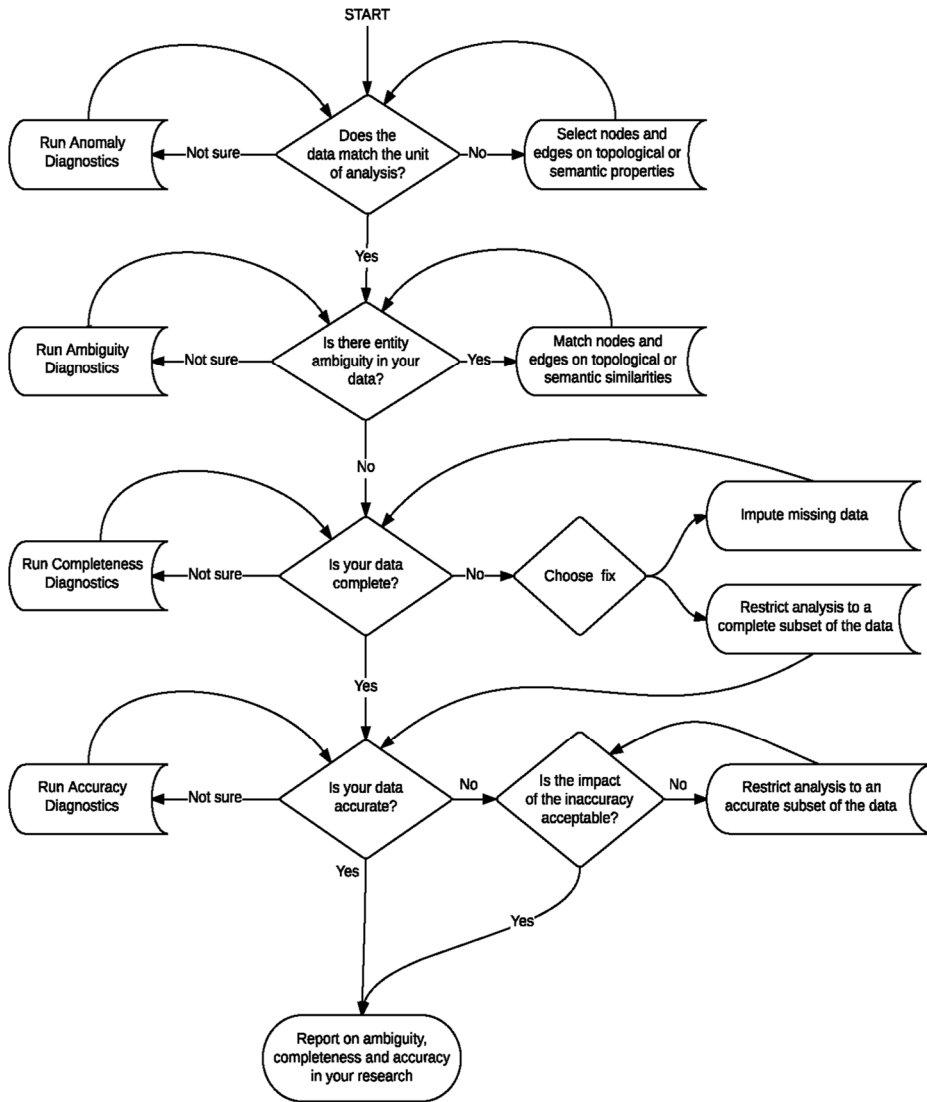 START
Run Anomaly
Diagnostics
Not sure
Does the
data match the unit
of analysis?
No
Select nodes and
edges on topological or
semantic properties
Yes
Run Ambiguity
Diagnostics
Not sure
Is there entity
ambiguity in your
data?
Yes
Match nodes and
edges on topological or
semantic similarities
No
Run Completeness
Diagnostics
Not sure
Is your data
complete?
No
Choose fix
Impute missing data
Restrict analysis to a
complete subset of the data
Yes
Run Accuracy
Diagnostics
Not sure
Is your data
accurate?
No
Is the impact
of the inaccuracy
acceptable?
No
Restrict analysis to an
accurate subset of the data
Yes
Yes
Report on ambiguity,
completeness and accuracy
in your research